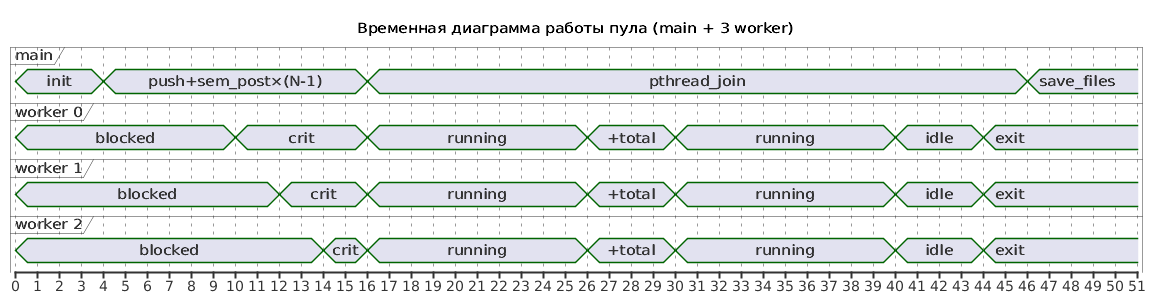 Временная диаграмма работы пула (main + 3 worker)
main
init push+sem_post×(N-1) pthread_join save_files
worker 0
blocked crit running +total running idle exit
worker 1
blocked crit running +total running idle exit
worker 2
blocked crit running +total running idle exit
0 1 2 3 4 5 6 7 8 9 10 11 12 13 14 15 16 17 18 19 20 21 22 23 24 25 26 27 28 29 30 31 32 33 34 35 36 37 38 39 40 41 42 43 44 45 46 47 48 49 50 51